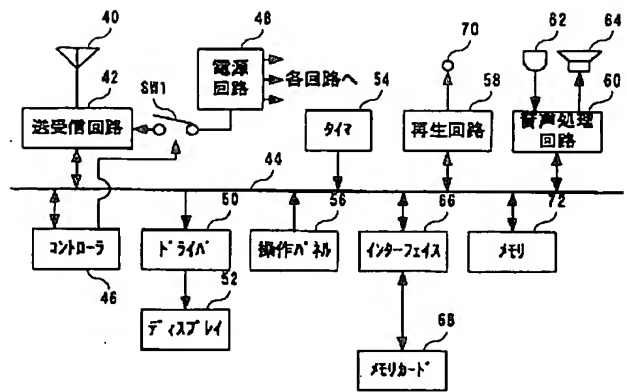 40
42
送受信回路
SW1
48
電源
回路
各回路へ
54
タイマ
70
58
再生回路
62
64
60
音声処理
回路
44
コントローラ
46
50
ドライバ
52
ディスプレイ
56
操作パネル
66
インターフェイス
68
メモリカード
72
メモリ